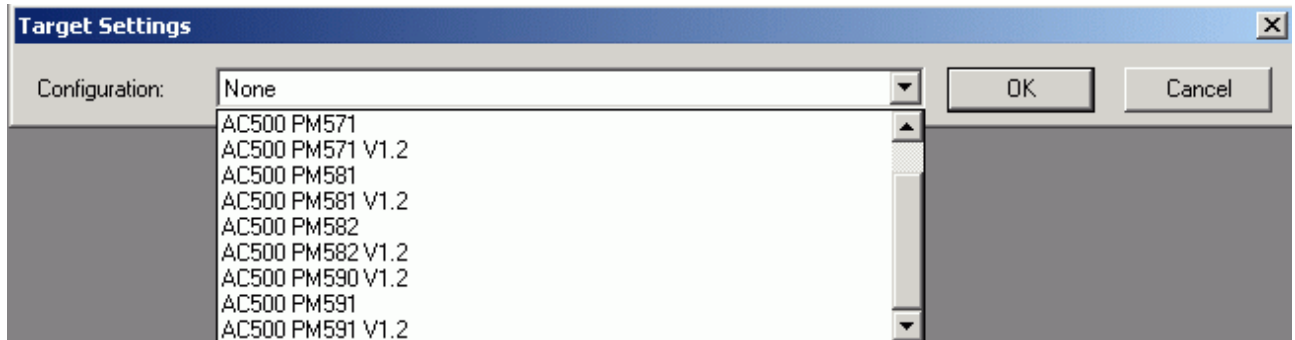 Target Settings
Configuration: None OK Cancel
AC500 PM571
AC500 PM571 V1.2
AC500 PM581
AC500 PM581 V1.2
AC500 PM582
AC500 PM582 V1.2
AC500 PM590 V1.2
AC500 PM591
AC500 PM591 V1.2